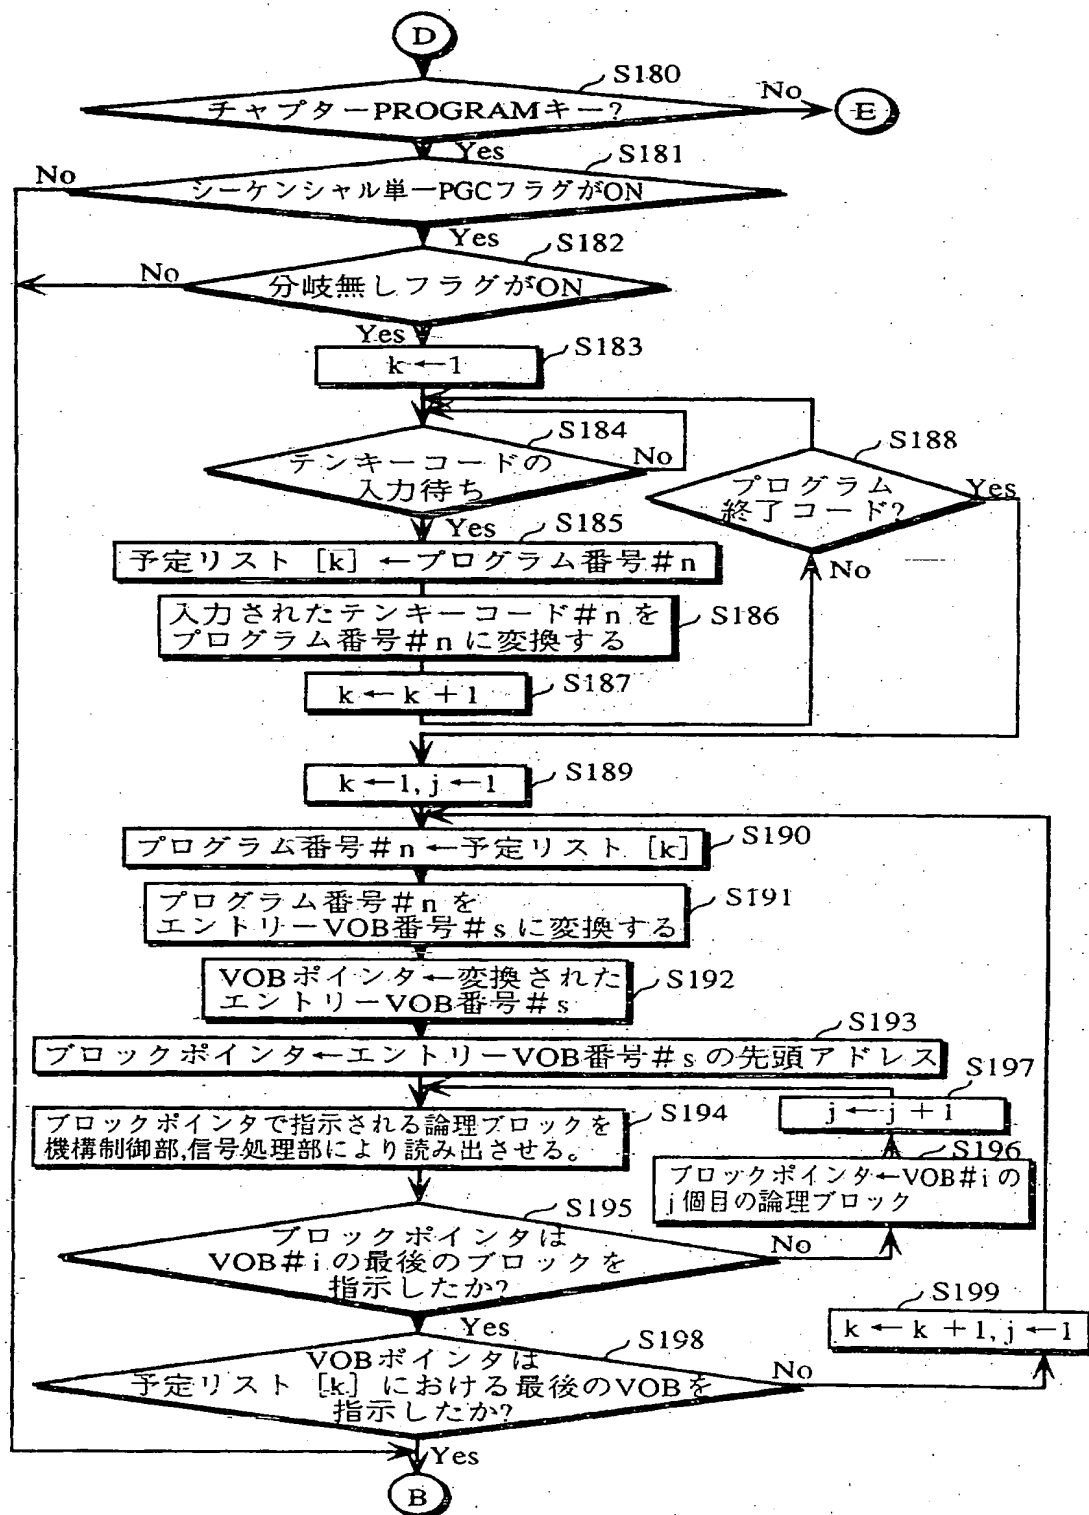 D
S180
チャプターPROGRAMキー?
No
E
Yes
S181
No
シーケンシャル単一PGCフラグがON
Yes
S182
No
分岐無しフラグがON
Yes
S183
k←1
S184
テンキーコードの
入力待ち
No
S188
プログラム
終了コード?
Yes
Yes
S185
予定リスト [k] ←プログラム番号#n
No
入力されたテンキーコード#nを
プログラム番号#nに変換する
S186
k←k+1
S187
k←1, j←1
S189
プログラム番号#n←予定リスト [k]
S190
プログラム番号#nを
エントリーVOB番号#sに変換する
S191
VOBポインタ←変換された
エントリーVOB番号#s
S192
S193
ブロックポインタ←エントリーVOB番号#sの先頭アドレス
S197
j←j+1
ブロックポインタで指示される論理ブロックを
機構制御部,信号処理部により読み出させる。
S194
S196
ブロックポインタ←VOB#iの
j個目の論理ブロック
S195
ブロックポインタは
VOB#iの最後のブロックを
指示したか?
No
S199
k←k+1, j←1
Yes
S198
VOBポインタは
予定リスト [k] における最後のVOBを
指示したか?
No
Yes
B